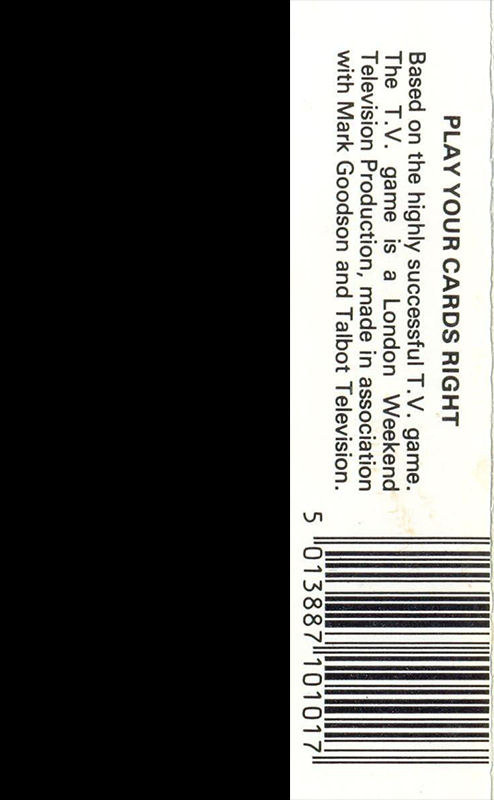 PLAY YOUR CARDS RIGHT
Based on the highly successful T.V. game.
The T.V. game is a London Weekend
Television Production, made in association
with Mark Goodson and Talbot Television.
5 013887 101017